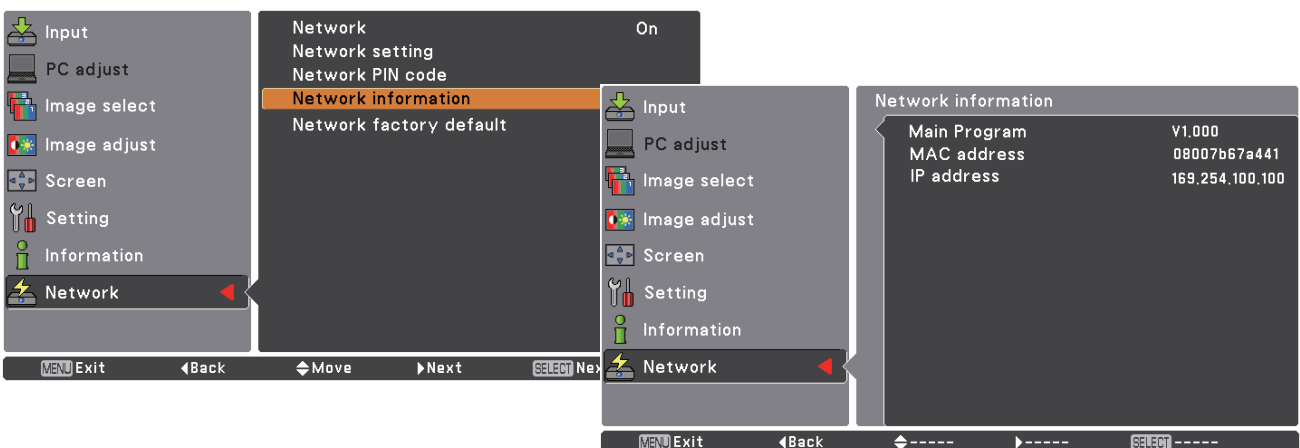 Input
PC adjust
Image select
Image adjust
Screen
Setting
Information
Network
Network On
Network setting
Network PIN code
Network information
Network factory default
MENU Exit Back Move Next SELECT Nex
Input
PC adjust
Image select
Image adjust
Screen
Setting
Information
Network
Network information
Main Program V1.000
MAC address 08007b67a441
IP address 169.254.100.100
MENU Exit Back ----- ----- SELECT -----